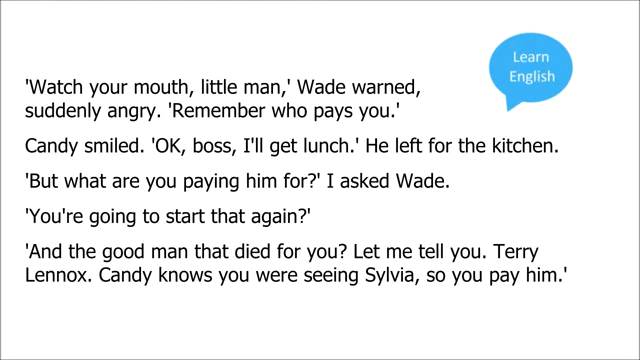 Learn
English
'Watch your mouth, little man,' Wade warned,
suddenly angry. 'Remember who pays you.'
Candy smiled. 'OK, boss, I'll get lunch.' He left for the kitchen.
'But what are you paying him for?' I asked Wade.
'You're going to start that again?'
'And the good man that died for you? Let me tell you. Terry
Lennox. Candy knows you were seeing Sylvia, so you pay him.'